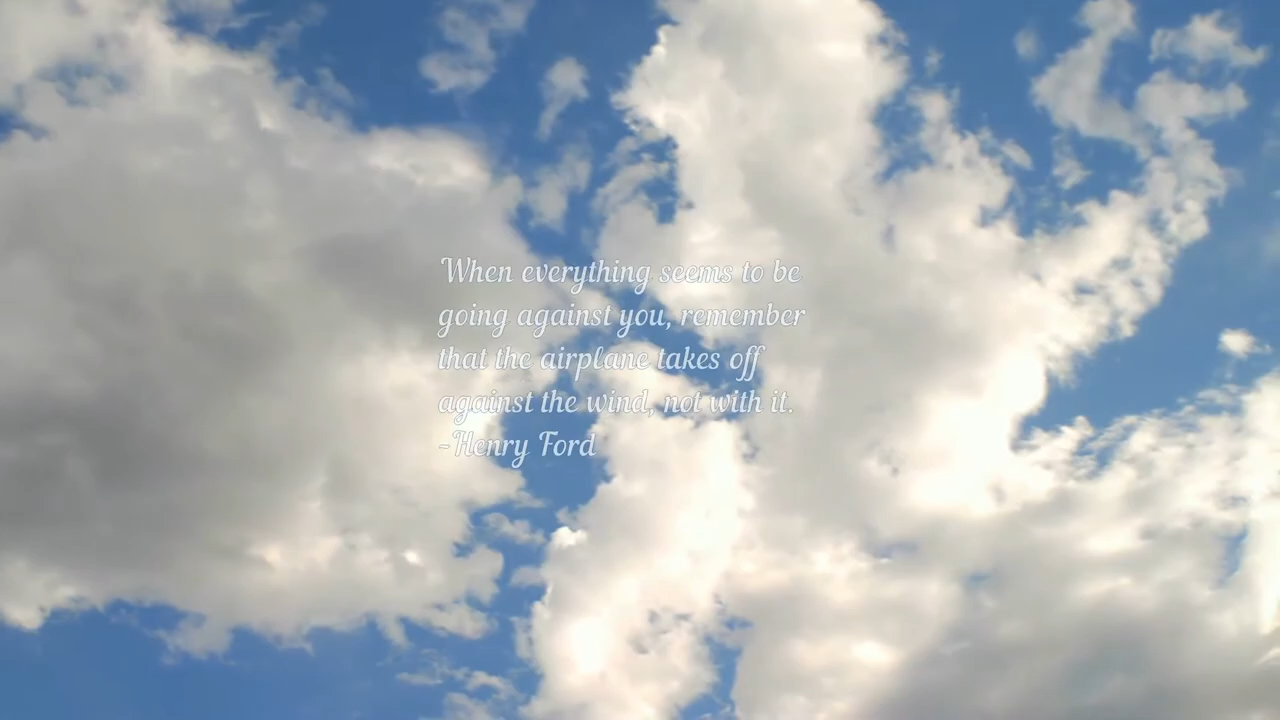 When everything seems to be
going against you, remember
that the airplane takes off
against the wind, not with it.
-Henry Ford